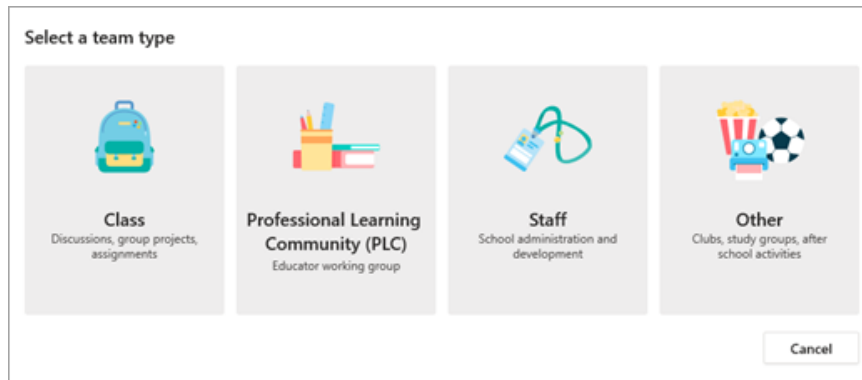 Select a team type
Class
Discussions, group projects,
assignments
Professional Learning
Community (PLC)
Educator working group
Staff
School administration and
development
Other
Clubs, study groups, after
school activities
Cancel